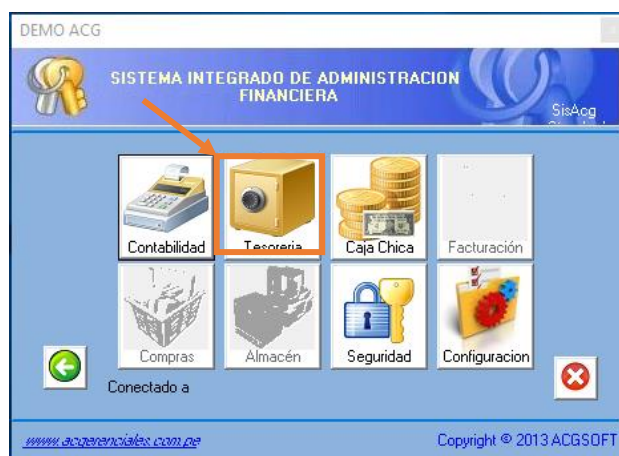 DEMO ACG
SISTEMA INTEGRADO DE ADMINISTRACION
FINANCIERA
SisAcg
Contabilidad
Tesoreria
Caja Chica
Facturación
Compras
Almacén
Seguridad
Configuracion
Conectado a
www.acgerenciales.com.pe
Copyright © 2013 ACGSOFT